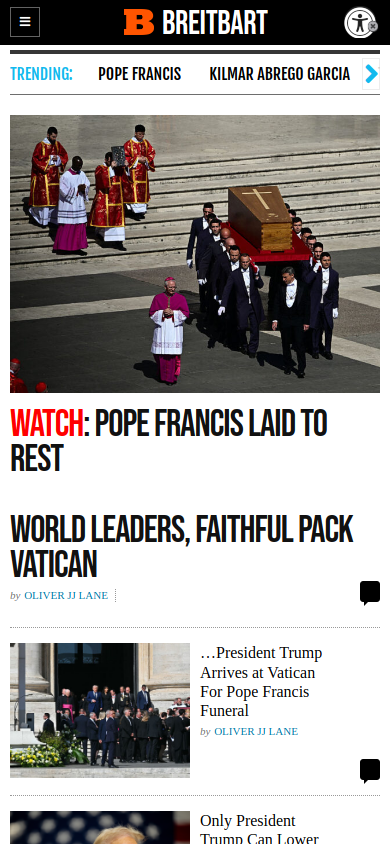 BREITBART
TRENDING: POPE FRANCIS KILMAR ABREGO GARCIA
WATCH: POPE FRANCIS LAID TO
REST
WORLD LEADERS, FAITHFUL PACK
VATICAN
by OLIVER JJ LANE
…President Trump
Arrives at Vatican
For Pope Francis
Funeral
by OLIVER JJ LANE
Only President
Trump Can Lower